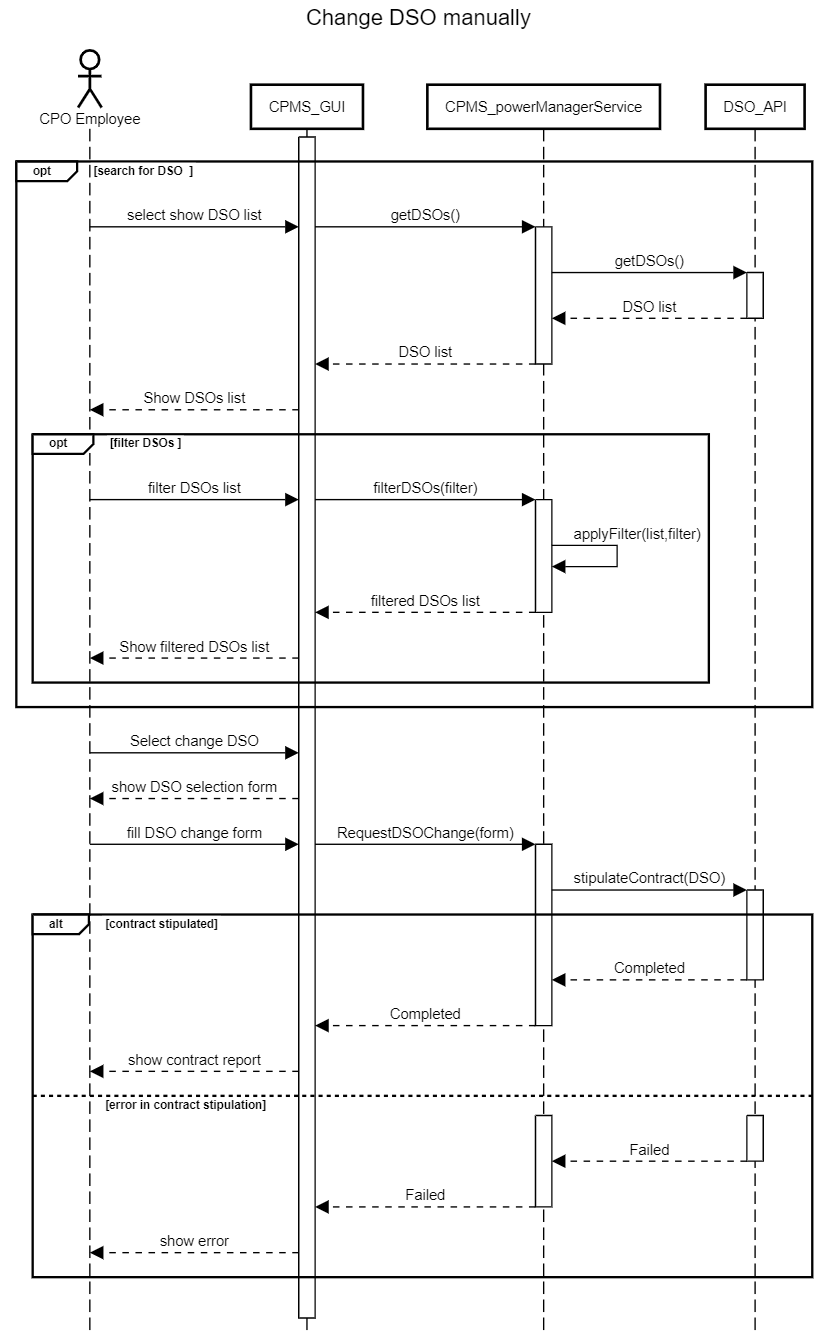 Change DSO manually
CPO Employee
CPMS_GUI
CPMS_powerManagerService
DSO_API
opt
[search for DSO ]
select show DSO list
getDSOs()
getDSOs()
DSO list
DSO list
Show DSOs list
opt
[filter DSOs ]
filter DSOs list
filterDSOs(filter)
applyFilter(list,filter)
filtered DSOs list
Show filtered DSOs list
Select change DSO
show DSO selection form
fill DSO change form
RequestDSOChange(form)
stipulateContract(DSO)
alt
[contract stipulated]
Completed
Completed
show contract report
[error in contract stipulation]
Failed
Failed
show error